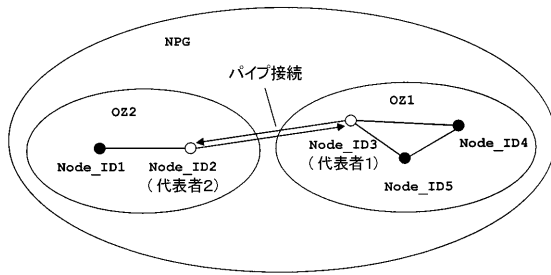 NPG
パイプ接続
OZ2
OZ1
Node_ID1
Node_ID2
(代表者2)
Node_ID3
(代表者1)
Node_ID4
Node_ID5